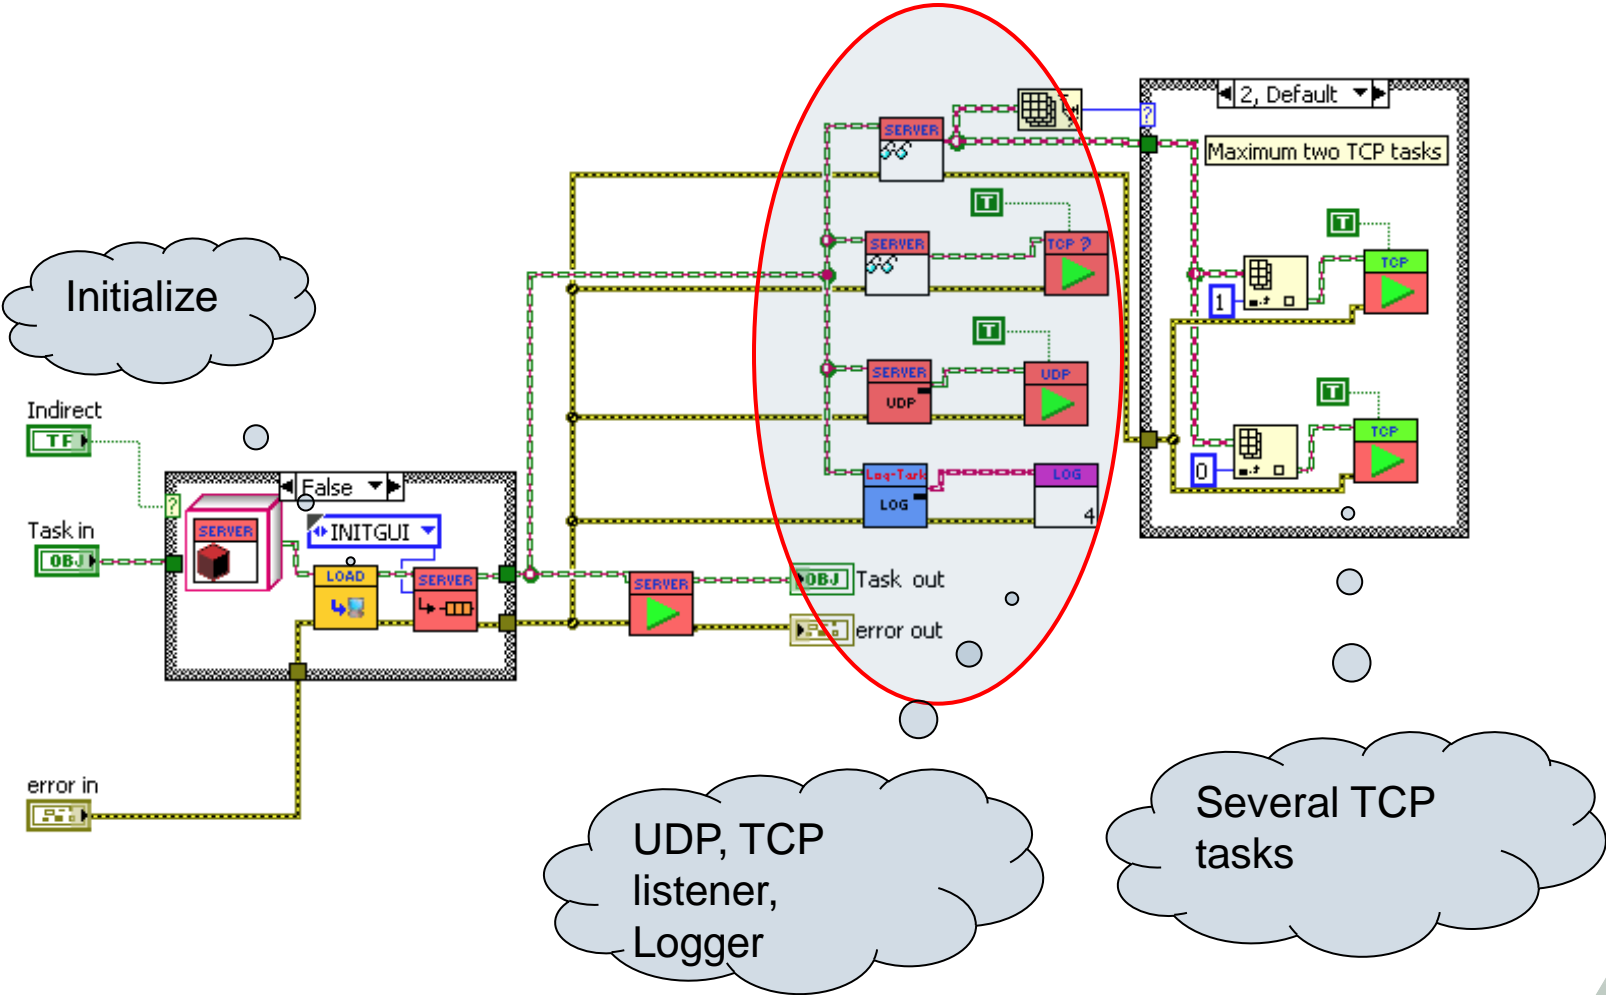 2, Default
SERVER
?
Maximum two TCP tasks
T
T
SERVER
TCP ?
TCP
1
Initialize
T
SERVER
UDP
UDP
T
TCP
Indirect
TF
0
Log-Task
LOG
LOG
4
False
?
SERVER
INITGUI
Task in
OBJ
LOAD
SERVER
SERVER
OBJ
Task out
error out
error in
UDP, TCP
listener,
Logger
Several TCP
tasks